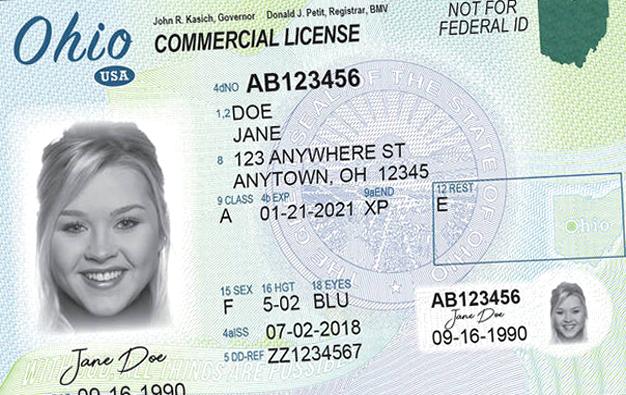 Ohio
USA
John R. Kasich, Governor Donald J. Petit, Registrar, BMV
COMMERCIAL LICENSE
NOT FOR
FEDERAL ID
4dNO AB123456
1,2 DOE
JANE
8 123 ANYWHERE ST
ANYTOWN, OH 12345
9 CLASS 4b EXP 9aEND 12 REST
A 01-21-2021 XP E
Ohio
15 SEX 16 HGT 18 EYES
F 5-02 BLU
4aISS 07-02-2018
5 DD-REF ZZ1234567
AB123456
Jane Doe
09-16-1990
Jane Doe
09-16-1990
THE GREAT SEAL OF THE STATE OF OHIO
WITH GOD, ALL THINGS ARE POSSIBLE